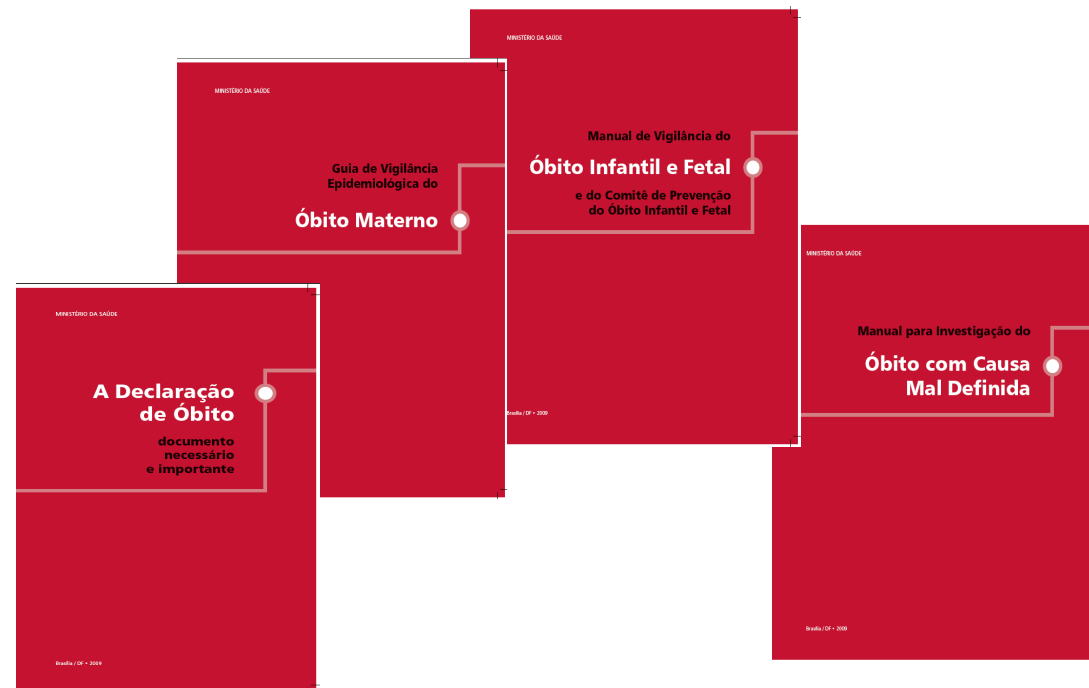 MINISTÉRIO DA SAÚDE
Manual de Vigilância do
Óbito Infantil e Fetal
e do Comitê de Prevenção
do Óbito Infantil e Fetal
Brasília / DF • 2009
MINISTÉRIO DA SAÚDE
Guia de Vigilância
Epidemiológica do
Óbito Materno
MINISTÉRIO DA SAÚDE
Manual para Investigação do
Óbito com Causa
Mal Definida
Brasília / DF • 2009
MINISTÉRIO DA SAÚDE
A Declaração
de Óbito
documento
necessário
e importante
Brasília / DF • 2009